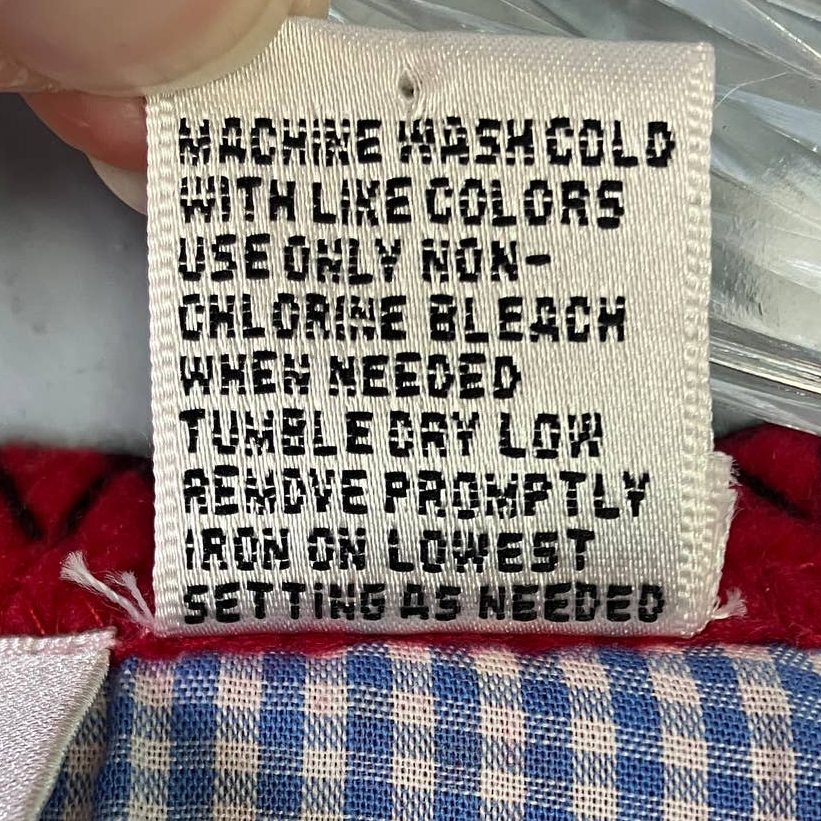 MACHINE WASH COLD
WITH LIKE COLORS
USE ONLY NON-
CHLORINE BLEACH
WHEN NEEDED
TUMBLE DRY LOW
REMOVE PROMPTLY
IRON ON LOWEST
SETTING AS NEEDED